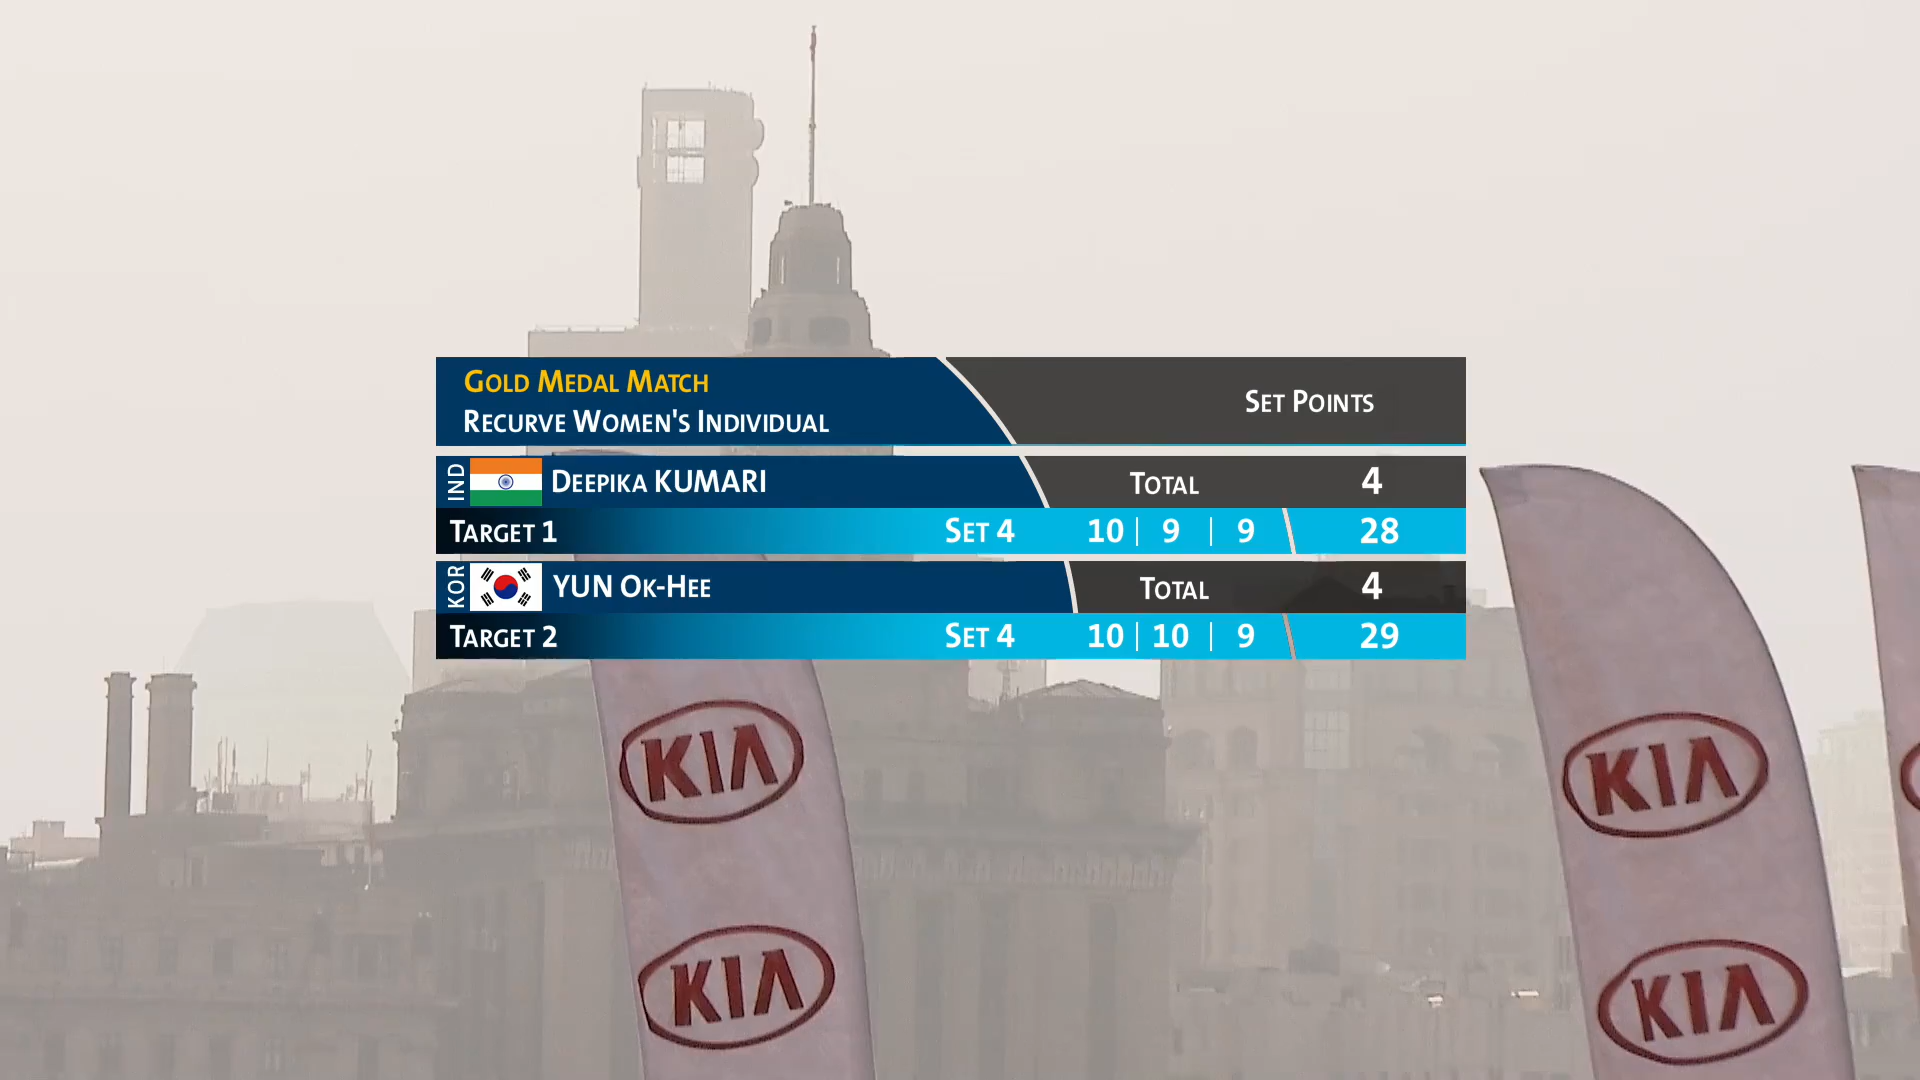 GOLD MEDAL MATCH
RECURVE WOMEN'S INDIVIDUAL
SET POINTS
IND DEEPIKA KUMARI TOTAL 4
TARGET 1 SET 4 10 | 9 | 9 28
KOR YUN OK-HEE TOTAL 4
TARGET 2 SET 4 10 | 10 | 9 29
KIA
KIA
KIA
KIA